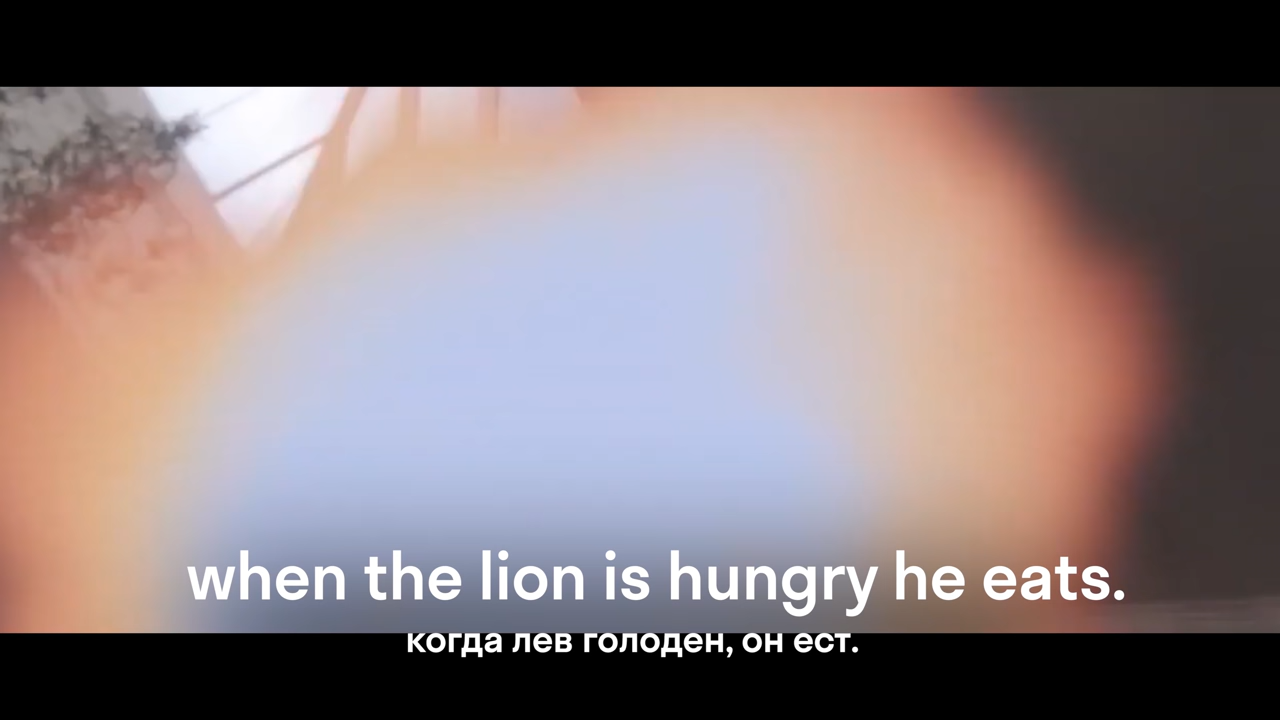 when the lion is hungry he eats.
когда лев голоден, он ест.